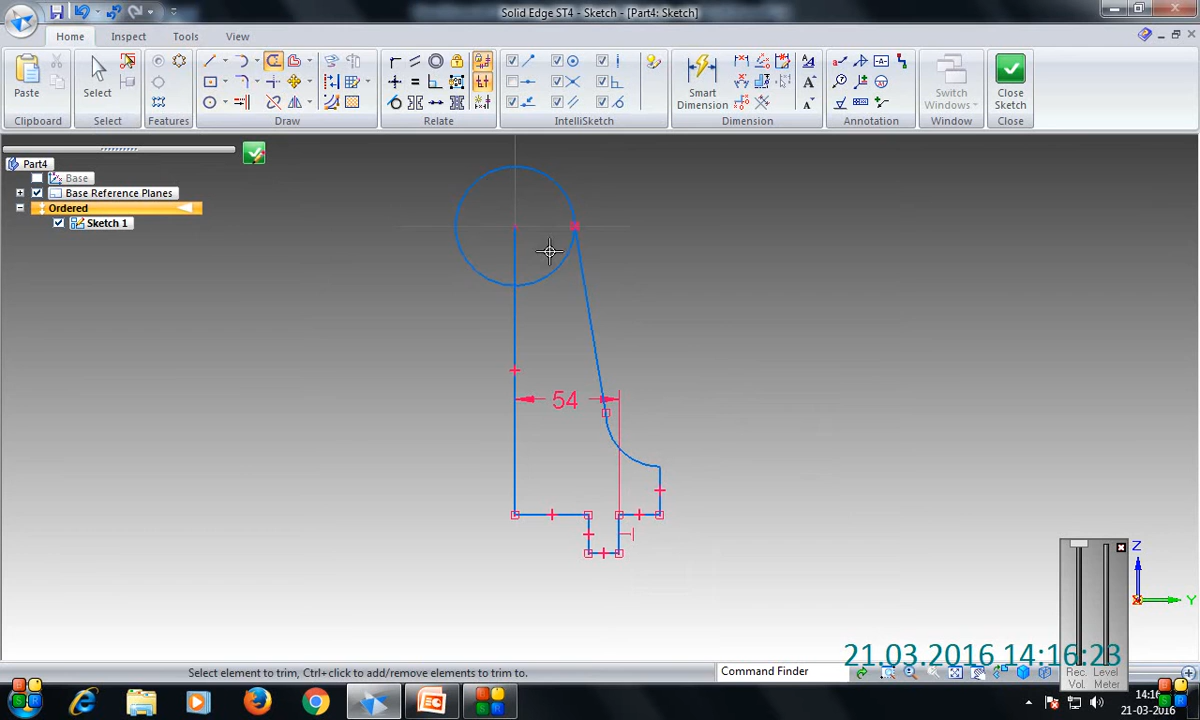 Solid Edge ST4 - Sketch - [Part4: Sketch]
Home Inspect Tools View
Paste
Select
Smart Dimension
Close Sketch
Switch Windows
Clipboard Select Features Draw Relate IntelliSketch Dimension Annotation Window Close
Part4
Base
Base Reference Planes
Ordered
Sketch 1
54
Z
Y
Rec. Vol.
Level Meter
21.03.2016 14:16:23
Select element to trim, Ctrl+click to add/remove elements to trim to.
Command Finder
14:16
21-03-2016